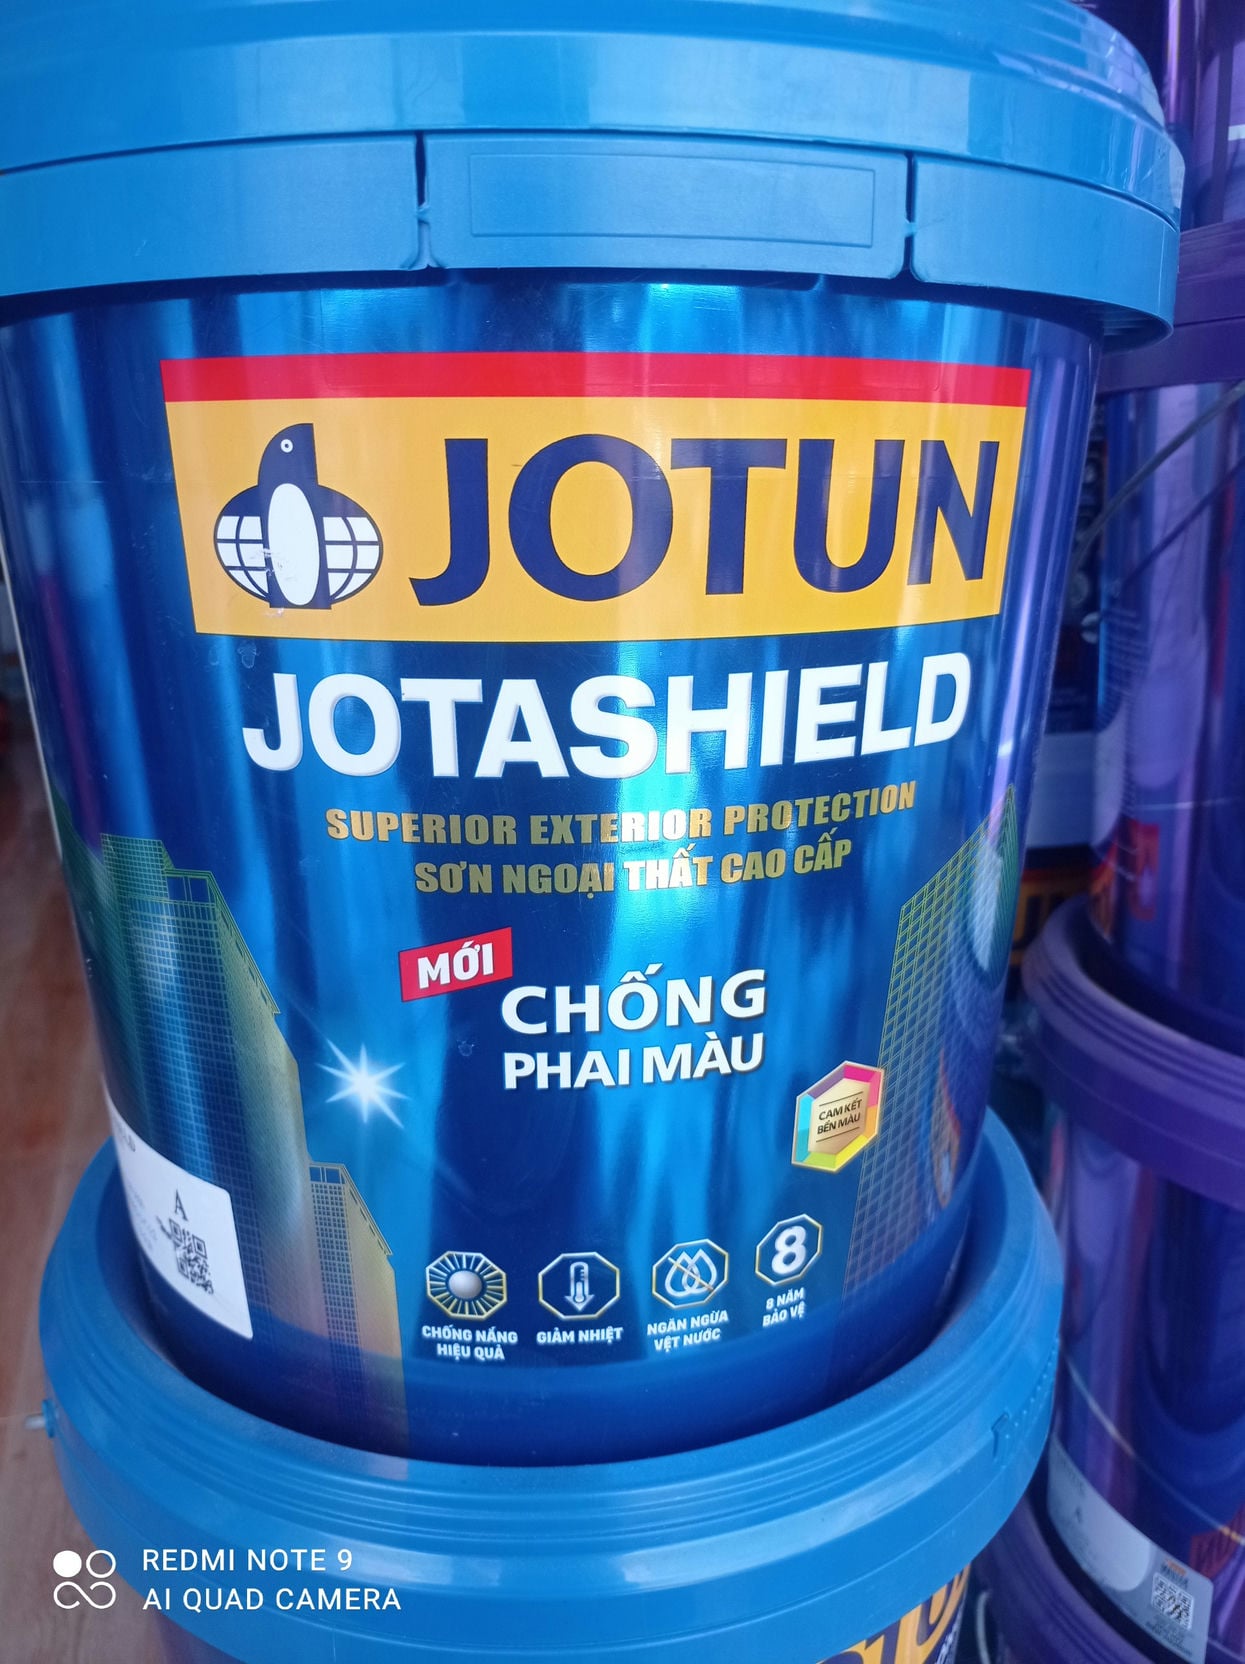 JOTUN
JOTASHIELD
SUPERIOR EXTERIOR PROTECTION
SƠN NGOẠI THẤT CAO CẤP
MỚI
CHỐNG
PHAI MÀU
CAM KẾT
BỀN MÀU
A
8
CHỐNG NẮNG
HIỆU QUẢ
GIẢM NHIỆT
NGĂN NGỪA
VỆT NƯỚC
8 NĂM
BẢO VỆ
REDMI NOTE 9
AI QUAD CAMERA